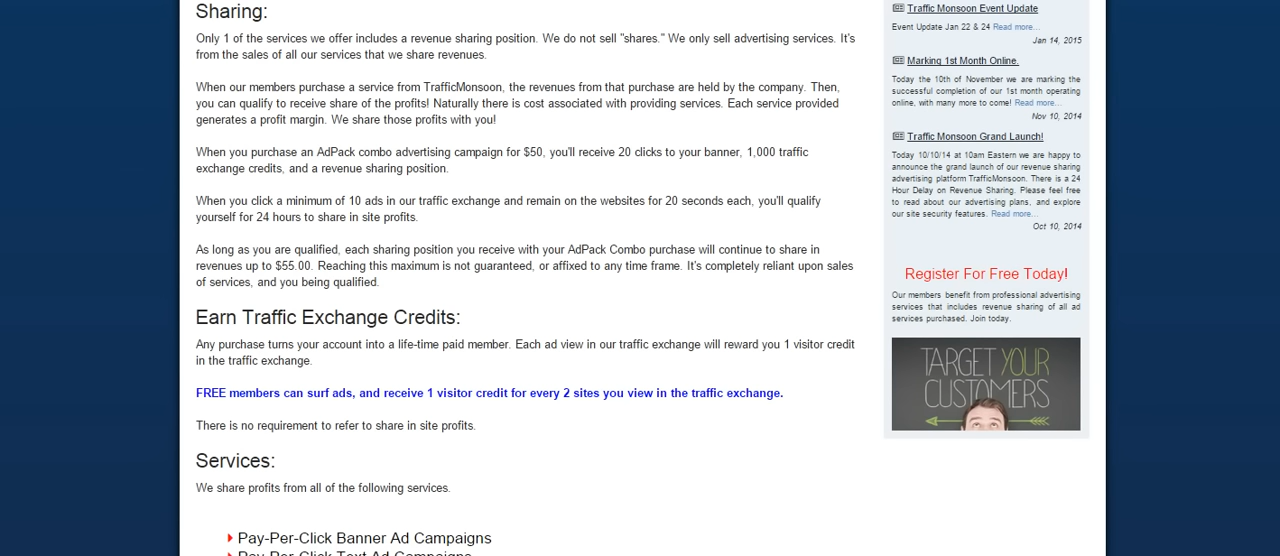 Sharing:
Only 1 of the services we offer includes a revenue sharing position. We do not sell "shares." We only sell advertising services. It's
from the sales of all our services that we share revenues.
When our members purchase a service from TrafficMonsoon, the revenues from that purchase are held by the company. Then,
you can qualify to receive share of the profits! Naturally there is cost associated with providing services. Each service provided
generates a profit margin. We share those profits with you!
When you purchase an AdPack combo advertising campaign for $50, you'll receive 20 clicks to your banner, 1,000 traffic
exchange credits, and a revenue sharing position.
When you click a minimum of 10 ads in our traffic exchange and remain on the websites for 20 seconds each, you'll qualify
yourself for 24 hours to share in site profits.
As long as you are qualified, each sharing position you receive with your AdPack Combo purchase will continue to share in
revenues up to $55.00. Reaching this maximum is not guaranteed, or affixed to any time frame. It's completely reliant upon sales
of services, and you being qualified.
Earn Traffic Exchange Credits:
Any purchase turns your account into a life-time paid member. Each ad view in our traffic exchange will reward you 1 visitor credit
in the traffic exchange.
FREE members can surf ads, and receive 1 visitor credit for every 2 sites you view in the traffic exchange.
There is no requirement to refer to share in site profits.
Services:
We share profits from all of the following services.
Pay-Per-Click Banner Ad Campaigns
Pay-Per-Click Text Ad Campaigns
Traffic Monsoon Event Update
Event Update Jan 22 & 24 Read more...
Jan 14, 2015
Marking 1st Month Online.
Today the 10th of November we are marking the
successful completion of our 1st month operating
online, with many more to come! Read more...
Nov 10, 2014
Traffic Monsoon Grand Launch!
Today 10/10/14 at 10am Eastern we are happy to
announce the grand launch of our revenue sharing
advertising platform TrafficMonsoon. There is a 24
Hour Delay on Revenue Sharing. Please feel free
to read about our advertising plans, and explore
our site security features. Read more...
Oct 10, 2014
Register For Free Today!
Our members benefit from professional advertising
services that includes revenue sharing of all ad
services purchased. Join today.
TARGET YOUR
CUSTOMERS